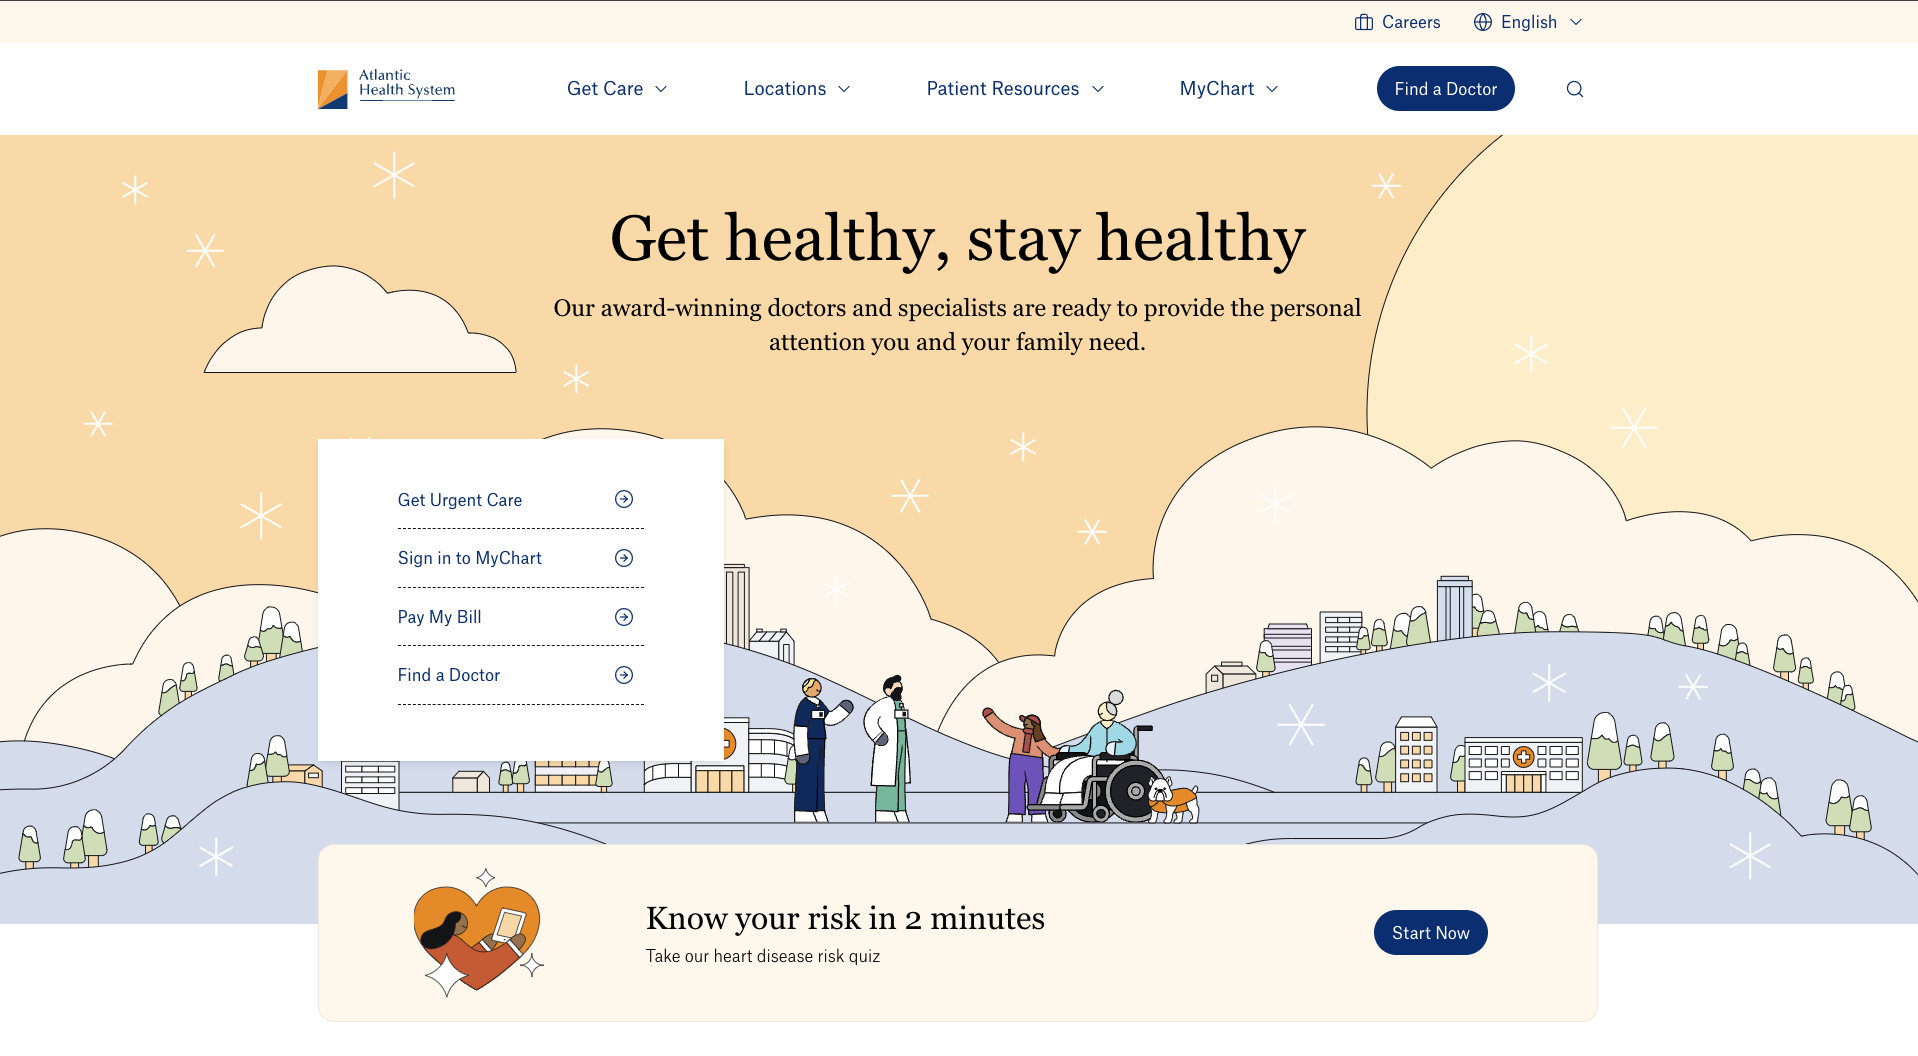 Careers
English
Atlantic
Health System
Get Care
Locations
Patient Resources
MyChart
Find a Doctor
Get healthy, stay healthy
Our award-winning doctors and specialists are ready to provide the personal
attention you and your family need.
Get Urgent Care
Sign in to MyChart
Pay My Bill
Find a Doctor
Know your risk in 2 minutes
Take our heart disease risk quiz
Start Now